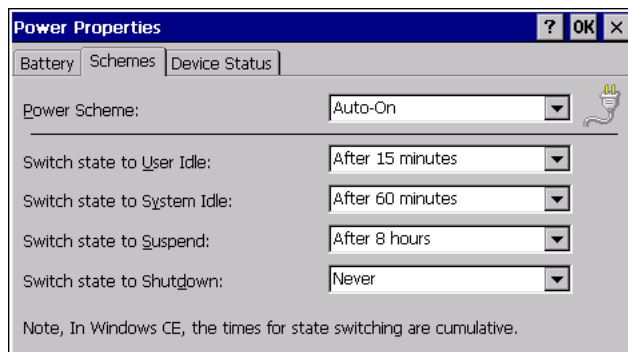 Power Properties ? OK ×
Battery Schemes Device Status
Power Scheme: Auto-On
Switch state to User Idle: After 15 minutes
Switch state to System Idle: After 60 minutes
Switch state to Suspend: After 8 hours
Switch state to Shutdown: Never
Note, In Windows CE, the times for state switching are cumulative.